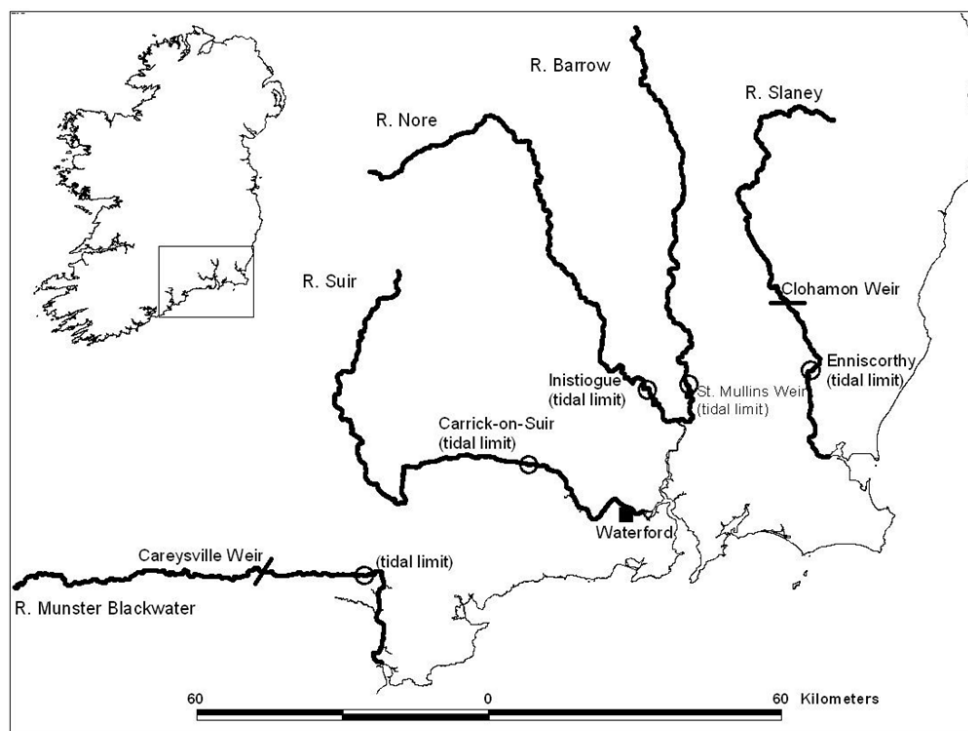 R. Barrow
R. Slaney
R. Nore
R. Suir
Clohamon Weir
Enniscorthy
(tidal limit)
Inistiogue
(tidal limit)
St. Mullins Weir
(tidal limit)
Carrick-on-Suir
(tidal limit)
Waterford
Careysville Weir
(tidal limit)
R. Munster Blackwater
60 0 60 Kilometers